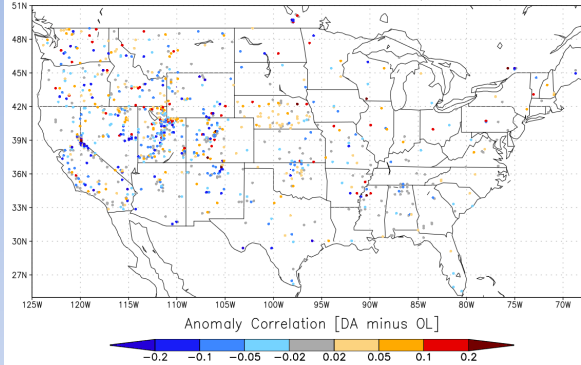 51N
48N
45N
42N
39N
36N
33N
30N
27N
125W 120W 115W 110W 105W 100W 95W 90W 85W 80W 75W 70W
Anomaly Correlation [DA minus OL]
-0.2 -0.1 -0.05 -0.02 0.02 0.05 0.1 0.2